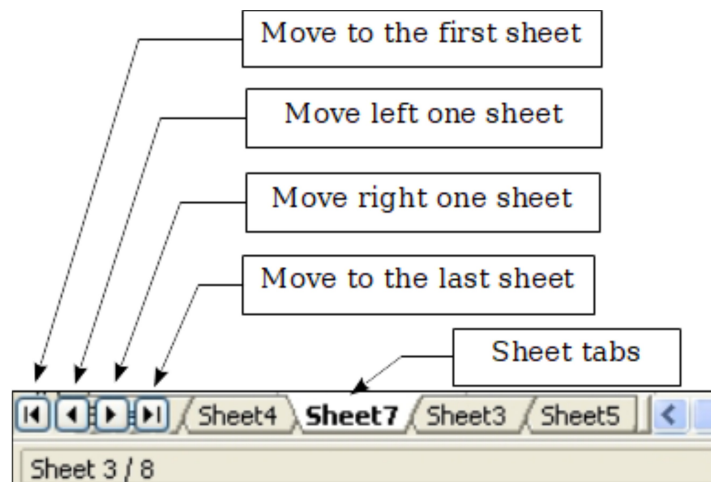 Move to the first sheet
Move left one sheet
Move right one sheet
Move to the last sheet
Sheet tabs
Sheet4 Sheet7 Sheet3 Sheet5
Sheet 3 / 8